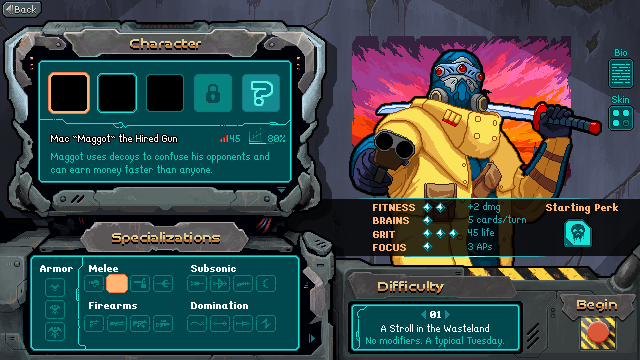 Back
Character
Mac "Maggot" the Hired Gun
45
80%
Maggot uses decoys to confuse his opponents and
can earn money faster than anyone.
Bio
Skin
FITNESS +2 dmg
BRAINS 5 cards/turn
GRIT 45 life
FOCUS 3 APs
Starting Perk
Specializations
Armor
Melee
Subsonic
Firearms
Domination
Difficulty
01
A Stroll in the Wasteland
No modifiers. A typical Tuesday.
Begin